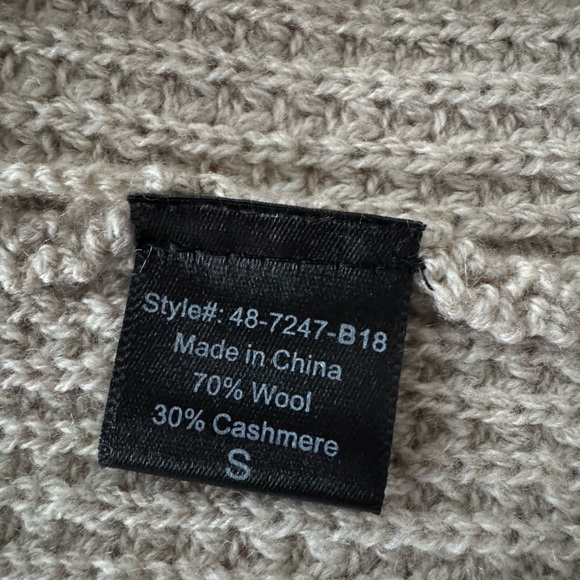 Style#: 48-7247-B18
Made in China
70% Wool
30% Cashmere
S